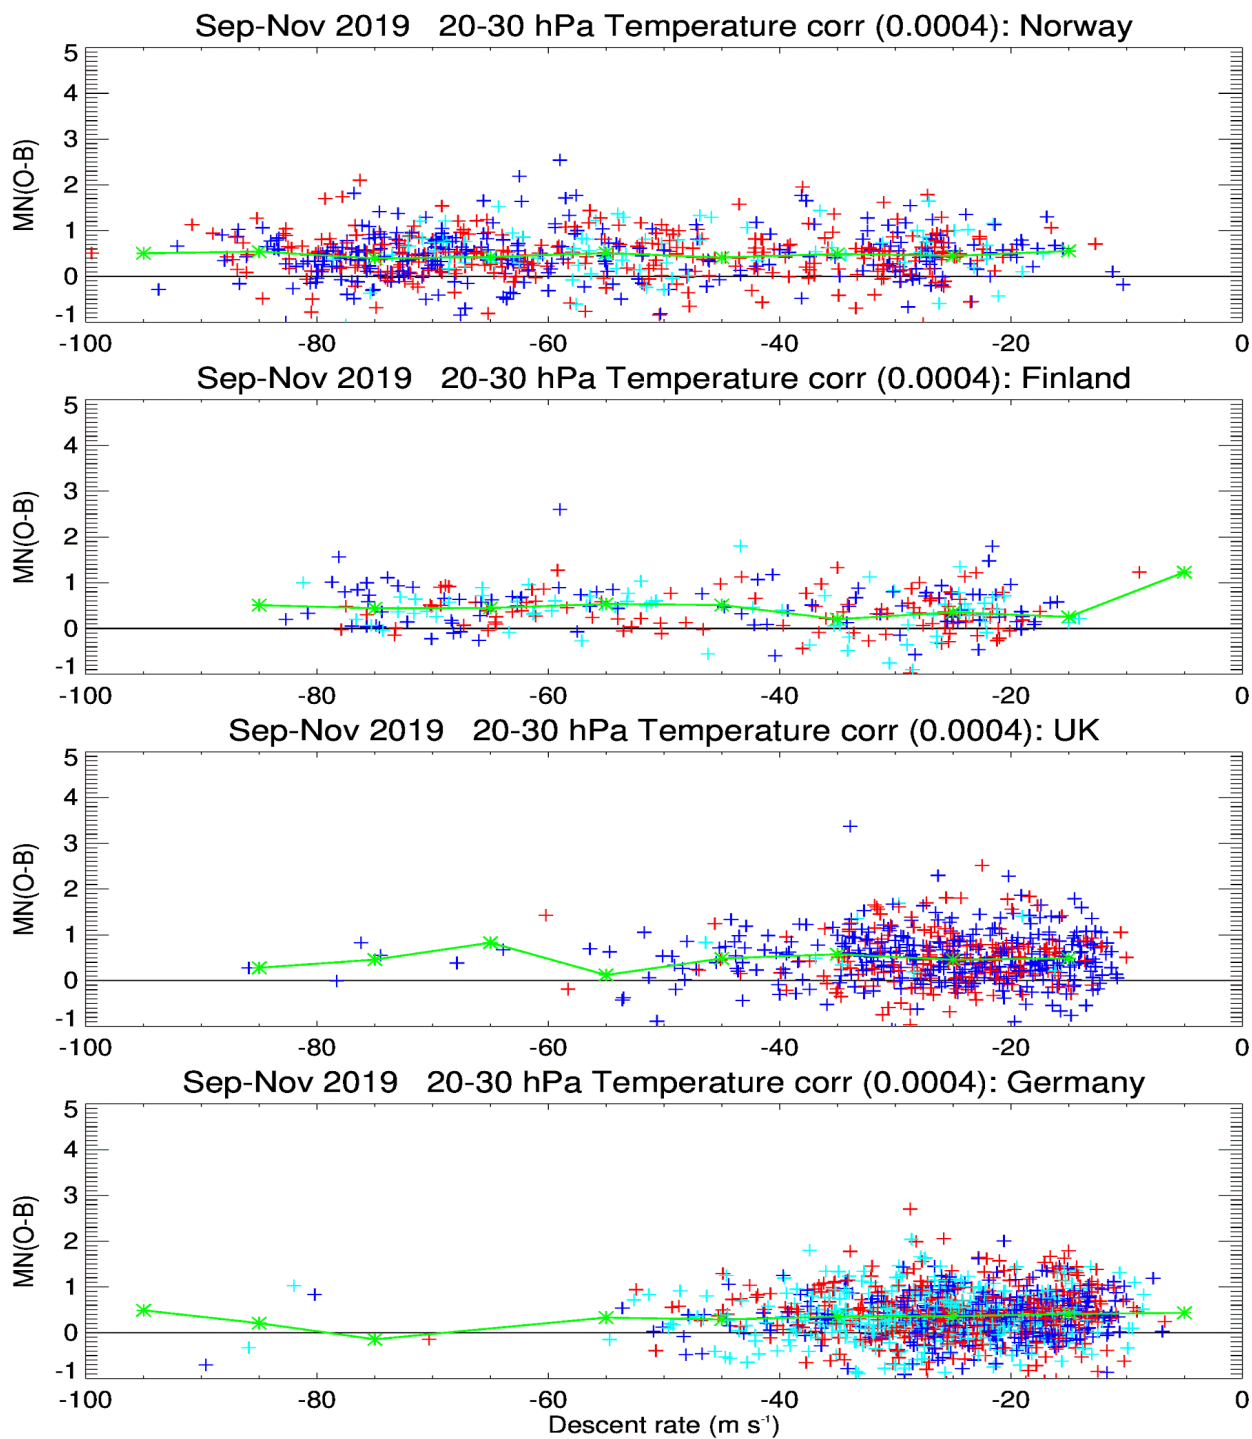 Sep-Nov 2019 20-30 hPa Temperature corr (0.0004): Norway
5
4
3
2
1
0
-1
MN(O-B)
-100 -80 -60 -40 -20 0
Sep-Nov 2019 20-30 hPa Temperature corr (0.0004): Finland
5
4
3
2
1
0
-1
MN(O-B)
-100 -80 -60 -40 -20 0
Sep-Nov 2019 20-30 hPa Temperature corr (0.0004): UK
5
4
3
2
1
0
-1
MN(O-B)
-100 -80 -60 -40 -20 0
Sep-Nov 2019 20-30 hPa Temperature corr (0.0004): Germany
5
4
3
2
1
0
-1
MN(O-B)
-100 -80 -60 -40 -20 0
Descent rate (m s⁻¹)